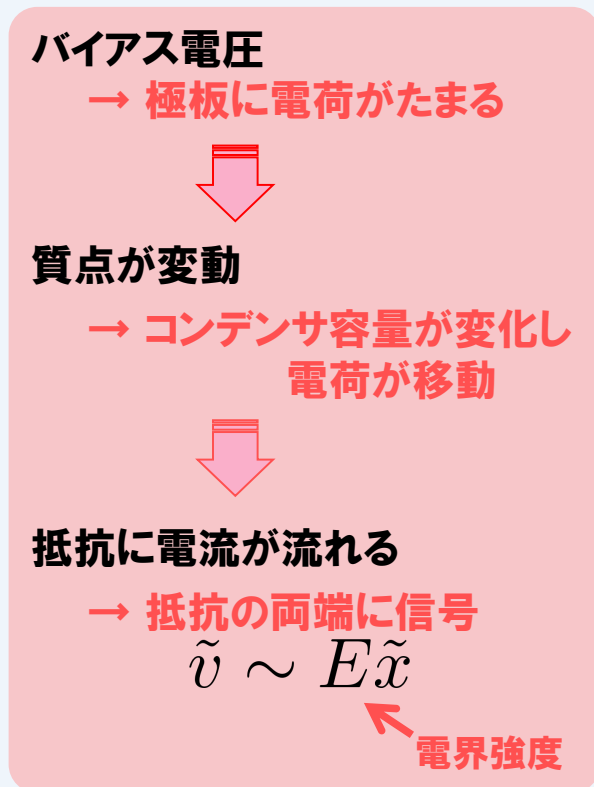 バイアス電圧
→ 極板に電荷がたまる
質点が変動
→ コンデンサ容量が変化し
電荷が移動
抵抗に電流が流れる
→ 抵抗の両端に信号
ṽ ∼ Ex̃
電界強度